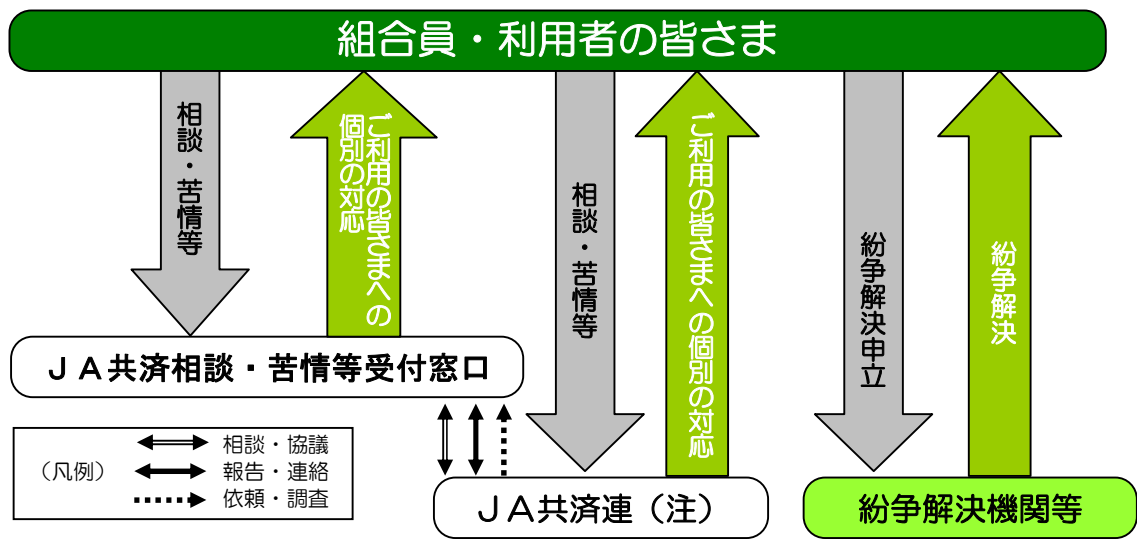 組合員・利用者の皆さま
相談・苦情等
ご利用の皆さまへの
個別の対応
相談・苦情等
ご利用の皆さまへの個別の対応
紛争解決申立
紛争解決
ＪＡ共済相談・苦情等受付窓口
（凡例）
相談・協議
報告・連絡
依頼・調査
ＪＡ共済連（注）
紛争解決機関等